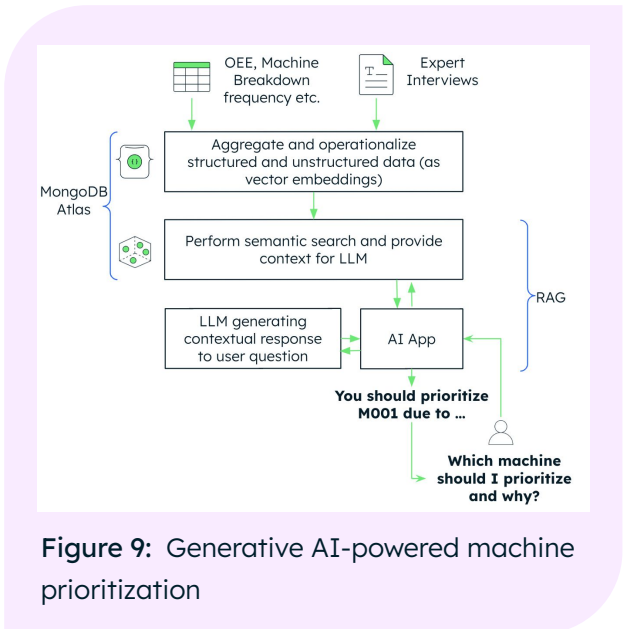 OEE, Machine
Breakdown
frequency etc.
Expert
Interviews
Aggregate and operationalize
structured and unstructured data (as
vector embeddings)
MongoDB
Atlas
Perform semantic search and provide
context for LLM
RAG
LLM generating
contextual response
to user question
AI App
You should prioritize
M001 due to ...
Which machine
should I prioritize
and why?
Figure 9: Generative AI-powered machine
prioritization